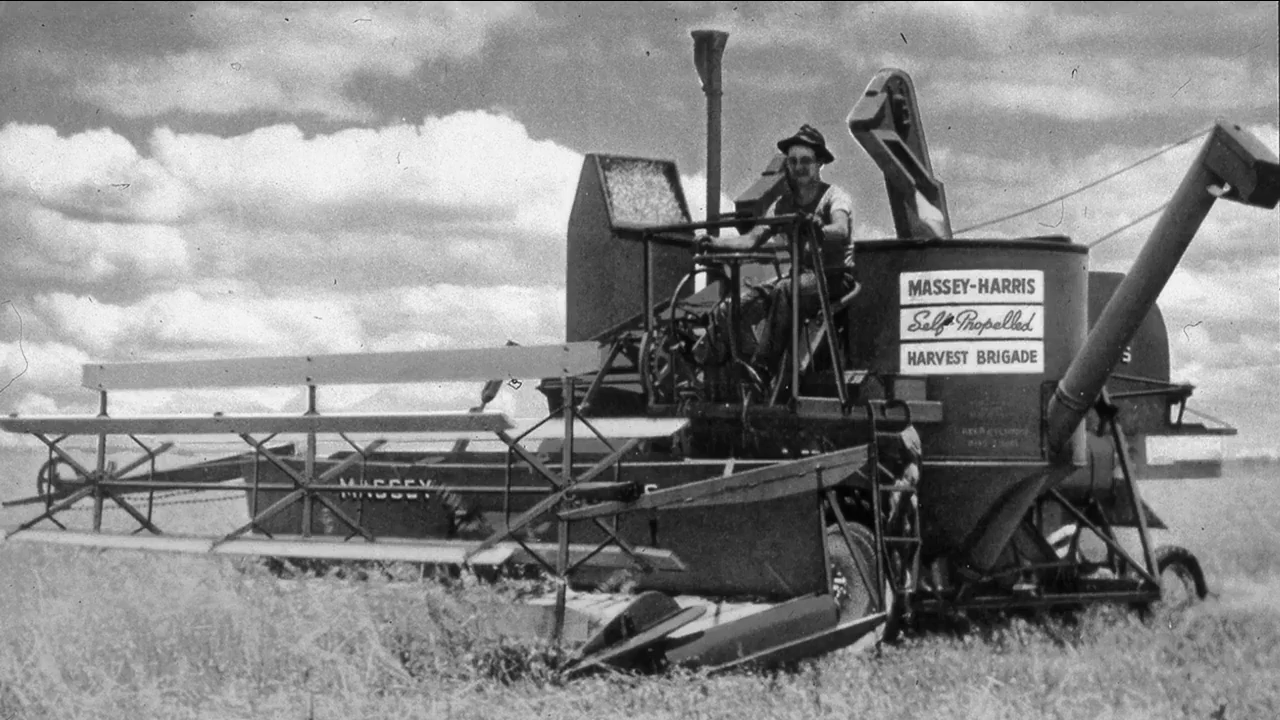 MASSEY-HARRIS
Self-Propelled
HARVEST BRIGADE
S
MASSEY
S